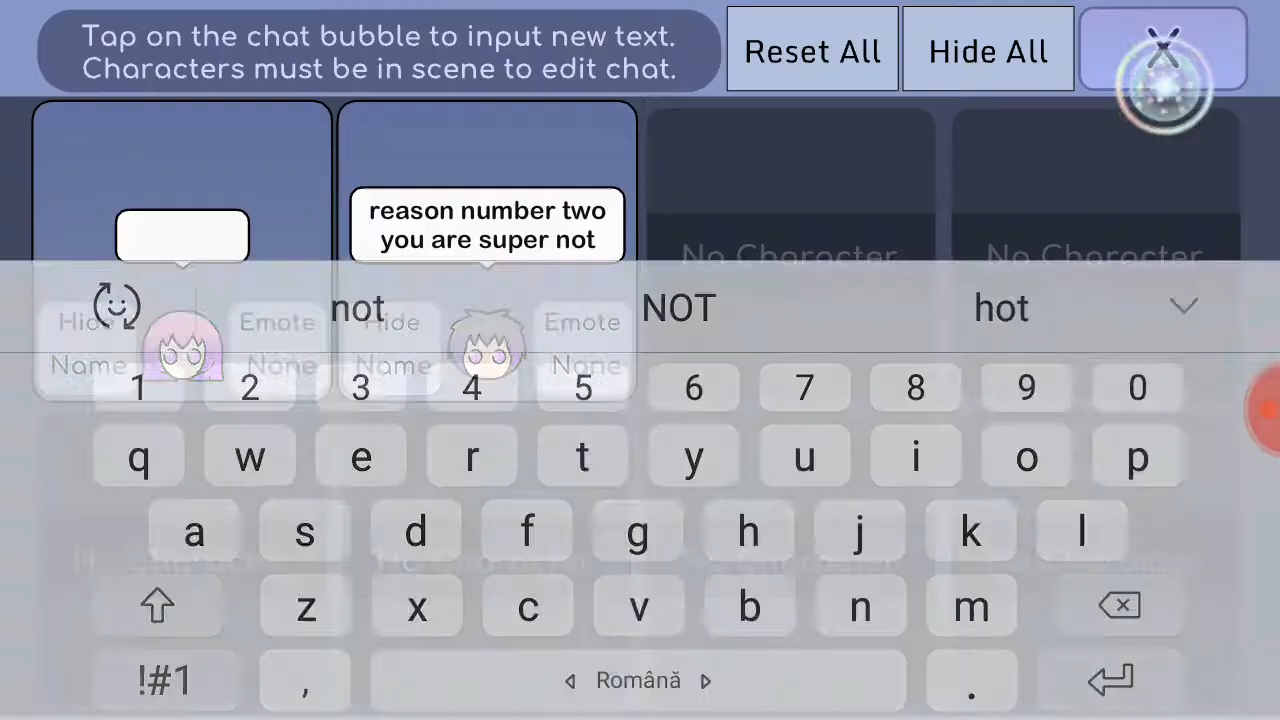 Tap on the chat bubble to input new text.
Characters must be in scene to edit chat.
Reset All
Hide All
reason number two
you are super not
No Character
No Character
not
NOT
hot
Hide
Emote
Hide
Emote
Name
None
Name
None
1 2 3 4 5 6 7 8 9 0
q w e r t y u i o p
a s d f g h j k l
z x c v b n m
!#1 , Română .